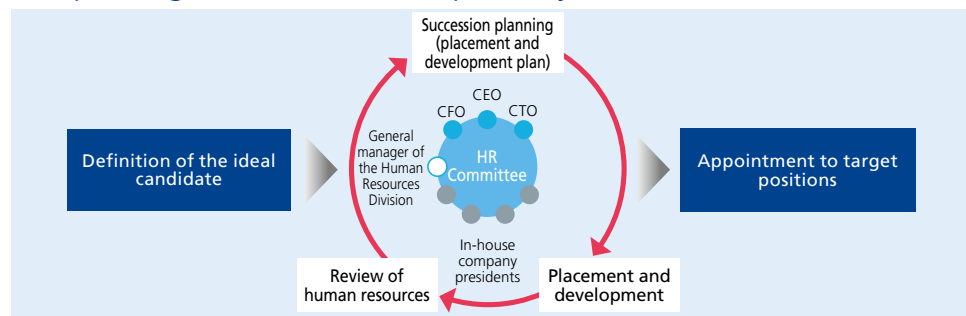 Succession planning
(placement and
development plan)
CEO
CFO
CTO
General
manager of
the Human
Resources
Division
HR
Committee
Definition of the ideal
candidate
Appointment to target
positions
In-house
company
presidents
Review of
human resources
Placement and
development